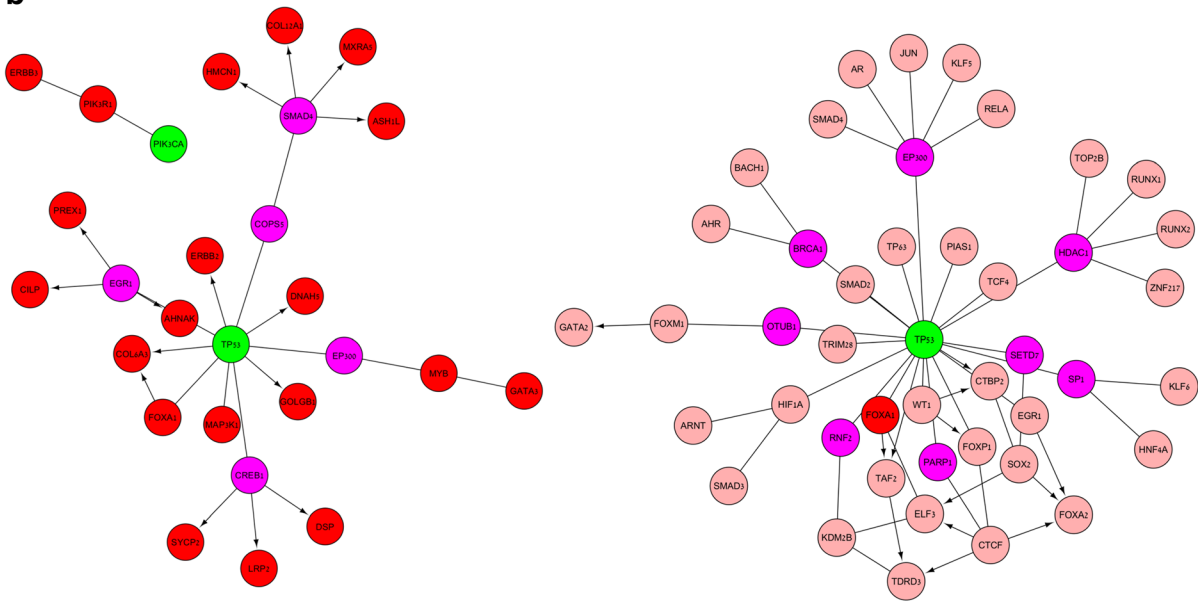 b
COL12A1
MXRA5
HMCN1
ERBB3
PIK3R1
SMAD4
ASH1L
PIK3CA
PREX1
COPS5
ERBB2
EGR1
CILP
DNAH5
AHNAK
TP53
COL6A3
EP300
MYB
GATA3
GOLGB1
FOXA1
MAP3K1
CREB1
DSP
SYCP2
LRP2
JUN
KLF5
AR
RELA
SMAD4
EP300
TOP2B
BACH1
RUNX1
AHR
RUNX2
BRCA1
TP63
PIAS1
HDAC1
SMAD2
TCF4
ZNF217
GATA2
FOXM1
OTUB1
TRIM28
TP53
SETD7
SP1
CTBP2
KLF6
HIF1A
WT1
FOXA1
EGR1
ARNT
RNF2
FOXP1
HNF4A
PARP1
SOX2
SMAD3
TAF2
ELF3
FOXA2
KDM2B
CTCF
TDRD3